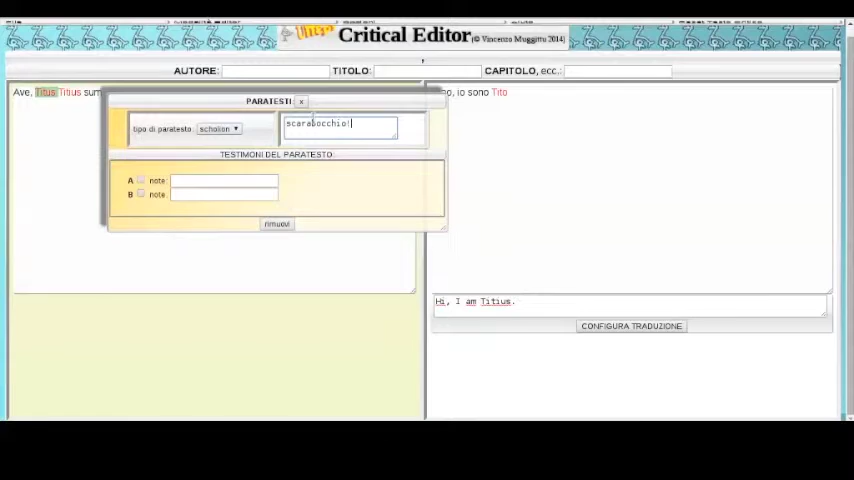 Critical Editor (© Vincenzo Muggittu 2014)
,
AUTORE: TITOLO: CAPITOLO, ecc.:
Ave, Titus Titius sum
o, io sono Tito
PARATESTI: x
tipo di paratesto: scholion
scarabocchio!
TESTIMONI DEL PARATESTO
A note:
B note:
rimuovi
Hi, I am Titius.
CONFIGURA TRADUZIONE